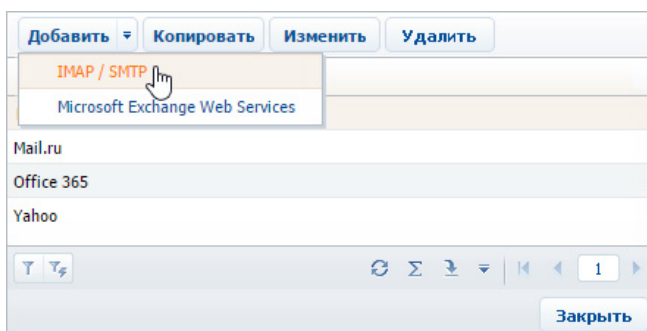 Добавить Копировать Изменить Удалить
IMAP / SMTP
Microsoft Exchange Web Services
Mail.ru
Office 365
Yahoo
Σ 1
Закрыть